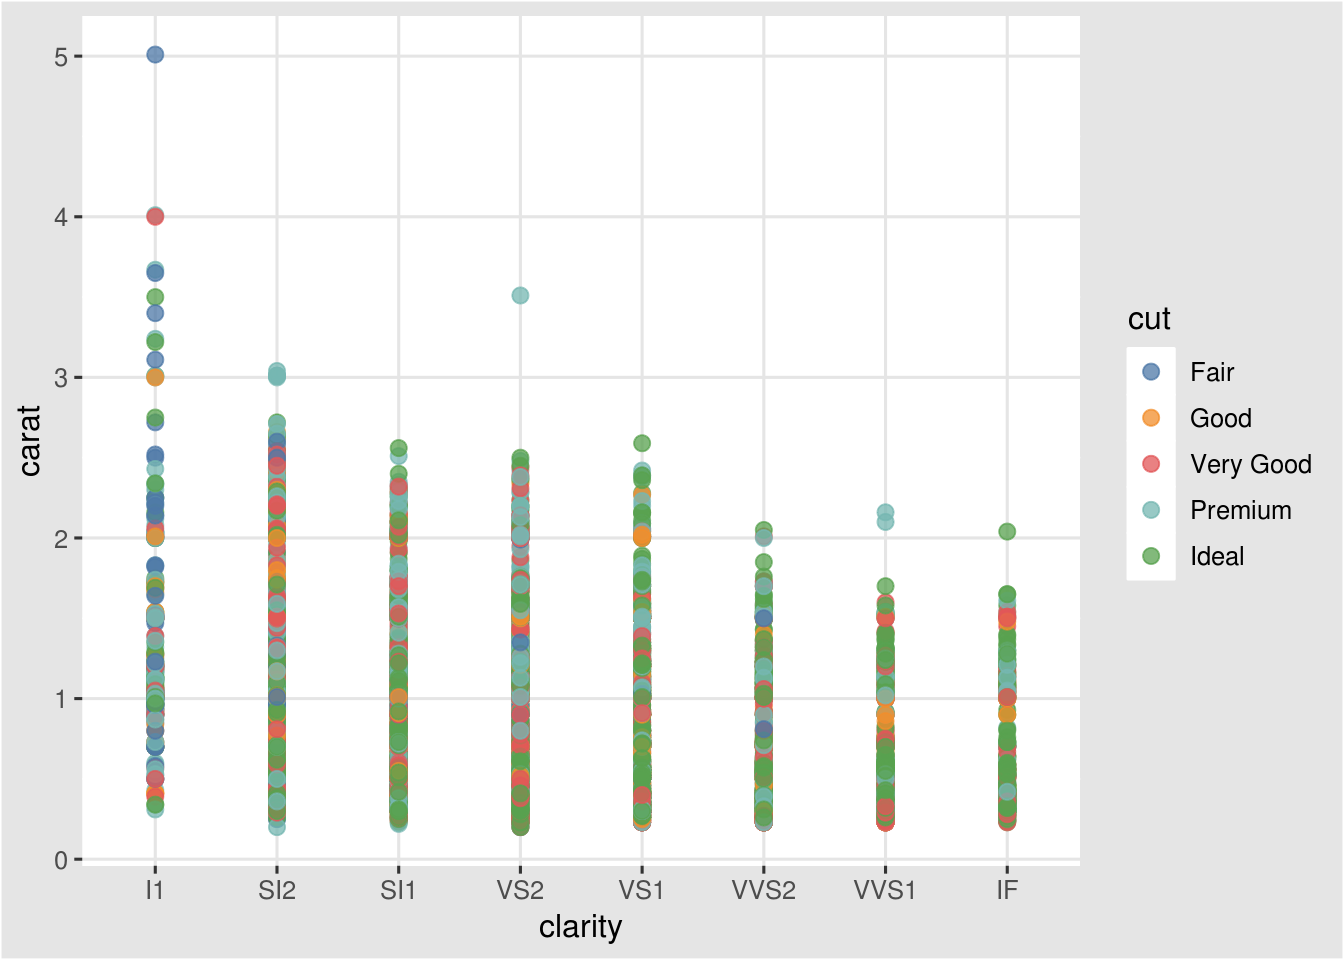 5
4
3
2
1
0
carat
I1 SI2 SI1 VS2 VS1 VVS2 VVS1 IF
clarity
cut
Fair
Good
Very Good
Premium
Ideal